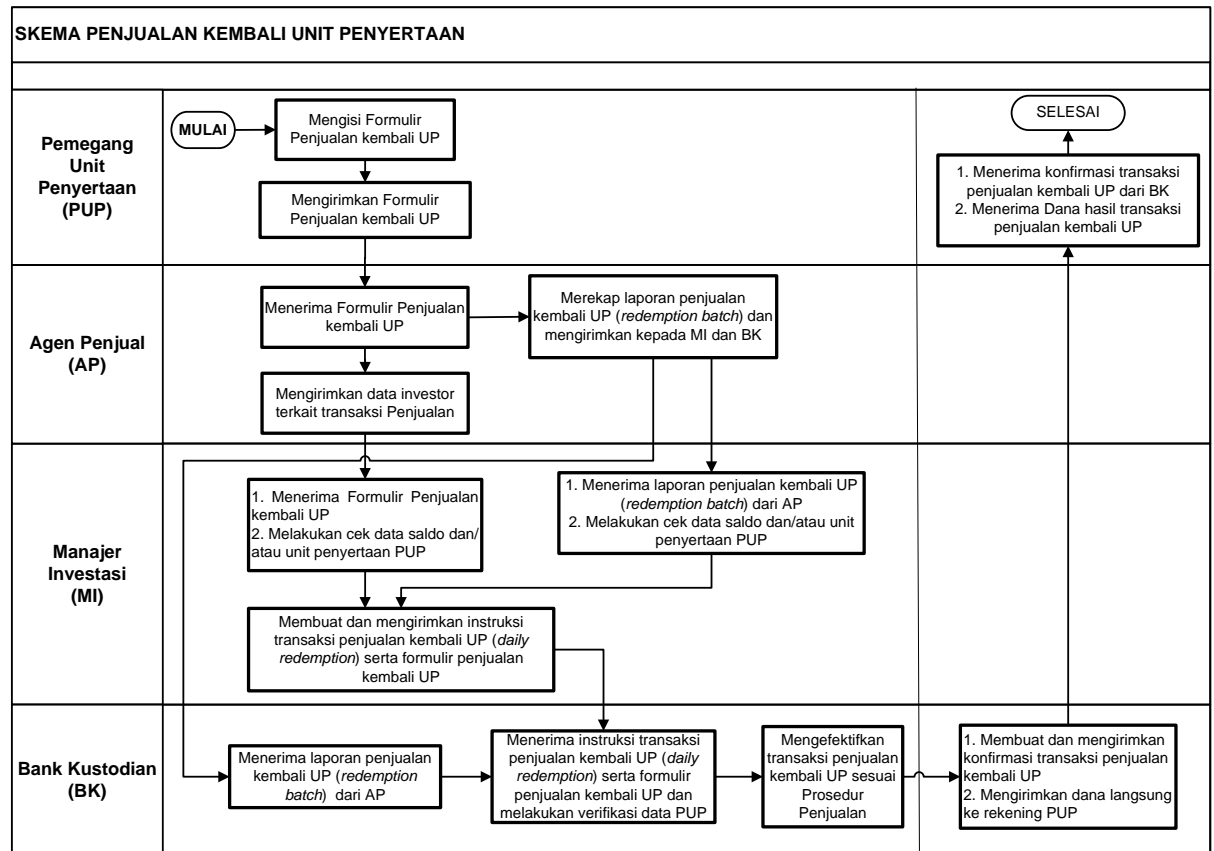 SKEMA PENJUALAN KEMBALI UNIT PENYERTAAN
Pemegang
Unit
Penyertaan
(PUP)
MULAI
Mengisi Formulir
Penjualan kembali UP
Mengirimkan Formulir
Penjualan kembali UP
SELESAI
1. Menerima konfirmasi transaksi
penjualan kembali UP dari BK
2. Menerima Dana hasil transaksi
penjualan kembali UP
Agen Penjual
(AP)
Menerima Formulir Penjualan
kembali UP
Merekap laporan penjualan
kembali UP (redemption batch) dan
mengirimkan kepada MI dan BK
Mengirimkan data investor
terkait transaksi Penjualan
Manajer
Investasi
(MI)
1. Menerima Formulir Penjualan
kembali UP
2. Melakukan cek data saldo dan/
atau unit penyertaan PUP
1. Menerima laporan penjualan kembali UP
(redemption batch) dari AP
2. Melakukan cek data saldo dan/atau unit
penyertaan PUP
Membuat dan mengirimkan instruksi
transaksi penjualan kembali UP (daily
redemption) serta formulir penjualan
kembali UP
Bank Kustodian
(BK)
Menerima laporan penjualan
kembali UP (redemption
batch) dari AP
Menerima instruksi transaksi
penjualan kembali UP (daily
redemption) serta formulir
penjualan kembali UP dan
melakukan verifikasi data PUP
Mengefektifkan
transaksi penjualan
kembali UP sesuai
Prosedur
Penjualan
1. Membuat dan mengirimkan
konfirmasi transaksi penjualan
kembali UP
2. Mengirimkan dana langsung
ke rekening PUP